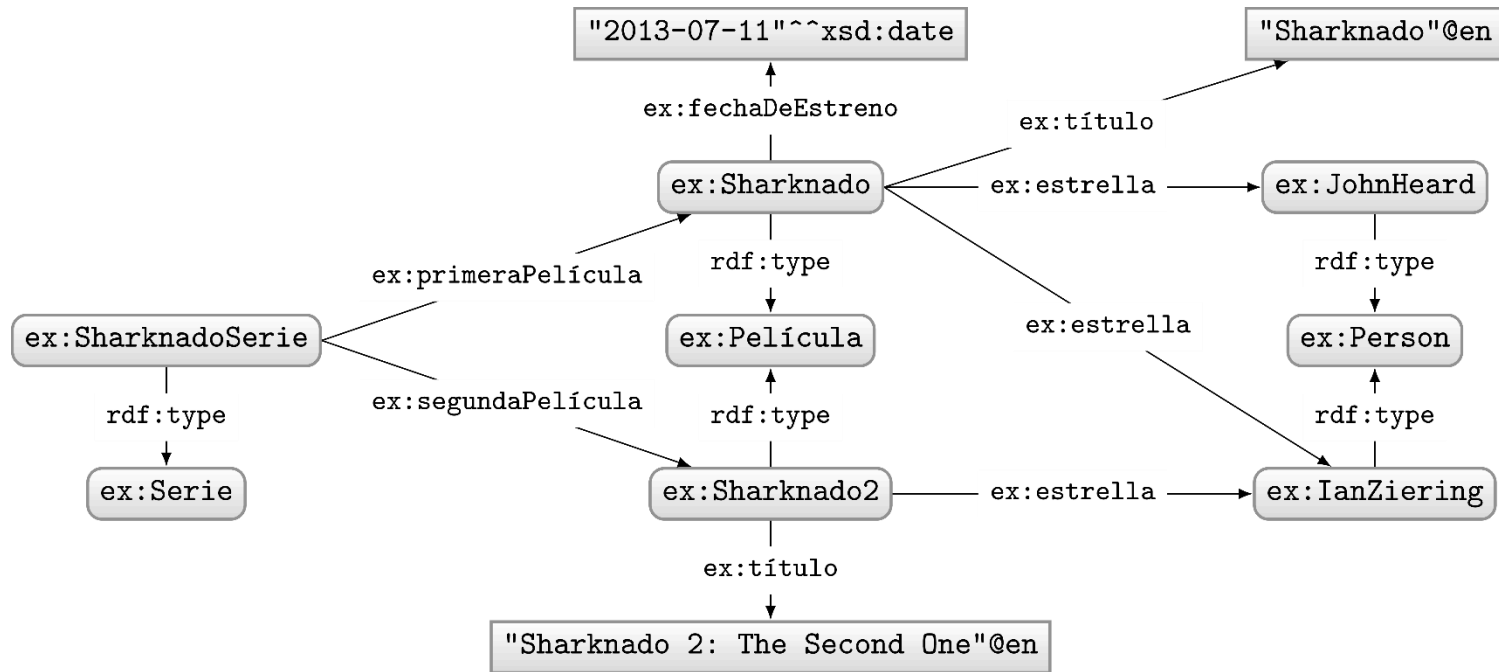 "2013-07-11"^^xsd:date
"Sharknado"@en
ex:fechaDeEstreno
ex:título
ex:Sharknado
ex:estrella
ex:JohnHeard
ex:primeraPelícula
rdf:type
rdf:type
ex:SharknadoSerie
ex:Película
ex:estrella
ex:Person
rdf:type
ex:segundaPelícula
rdf:type
rdf:type
ex:Serie
ex:Sharknado2
ex:estrella
ex:IanZiering
ex:título
"Sharknado 2: The Second One"@en